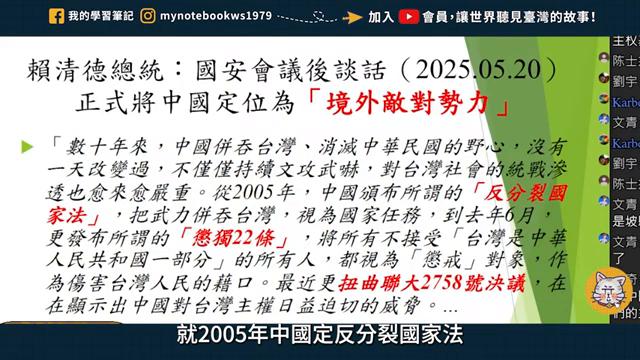 我的學習筆記 mynotebookws1979 加入 會員，讓世界聽見臺灣的故事！
賴清德總統：國安會議後談話（2025.05.20）
正式將中國定位為「境外敵對勢力」
「數十年來，中國併吞台灣、消滅中華民國的野心，沒有
一天改變過，不僅僅持續文攻武嚇，對台灣社會的統戰滲
透也愈來愈嚴重。從2005年，中國頒布所謂的「反分裂國
家法」，把武力併吞台灣，視為國家任務，到去年6月，
更發布所謂的「懲獨22條」，將所有不接受「台灣是中華
人民共和國一部分」的所有人，都視為「懲戒」對象，作
為傷害台灣人民的藉口。最近更扭曲聯大2758號決議，在
在顯示出中國對台灣主權日益迫切的威脅。…
就2005年中國定反分裂國家法
主權
陳士
劉宇
Karbo
文青
Karbo
劉宇
陳士
文青
是坡
文青
了